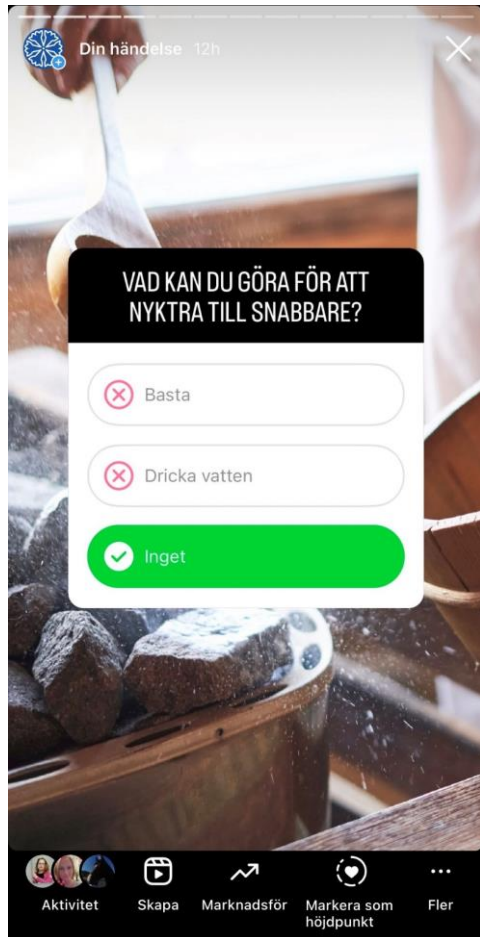 Din händelse 12h
VAD KAN DU GÖRA FÖR ATT
NYKTRA TILL SNABBARE?
Basta
Dricka vatten
Inget
Aktivitet
Skapa
Marknadsför
Markera som
höjdpunkt
Fler